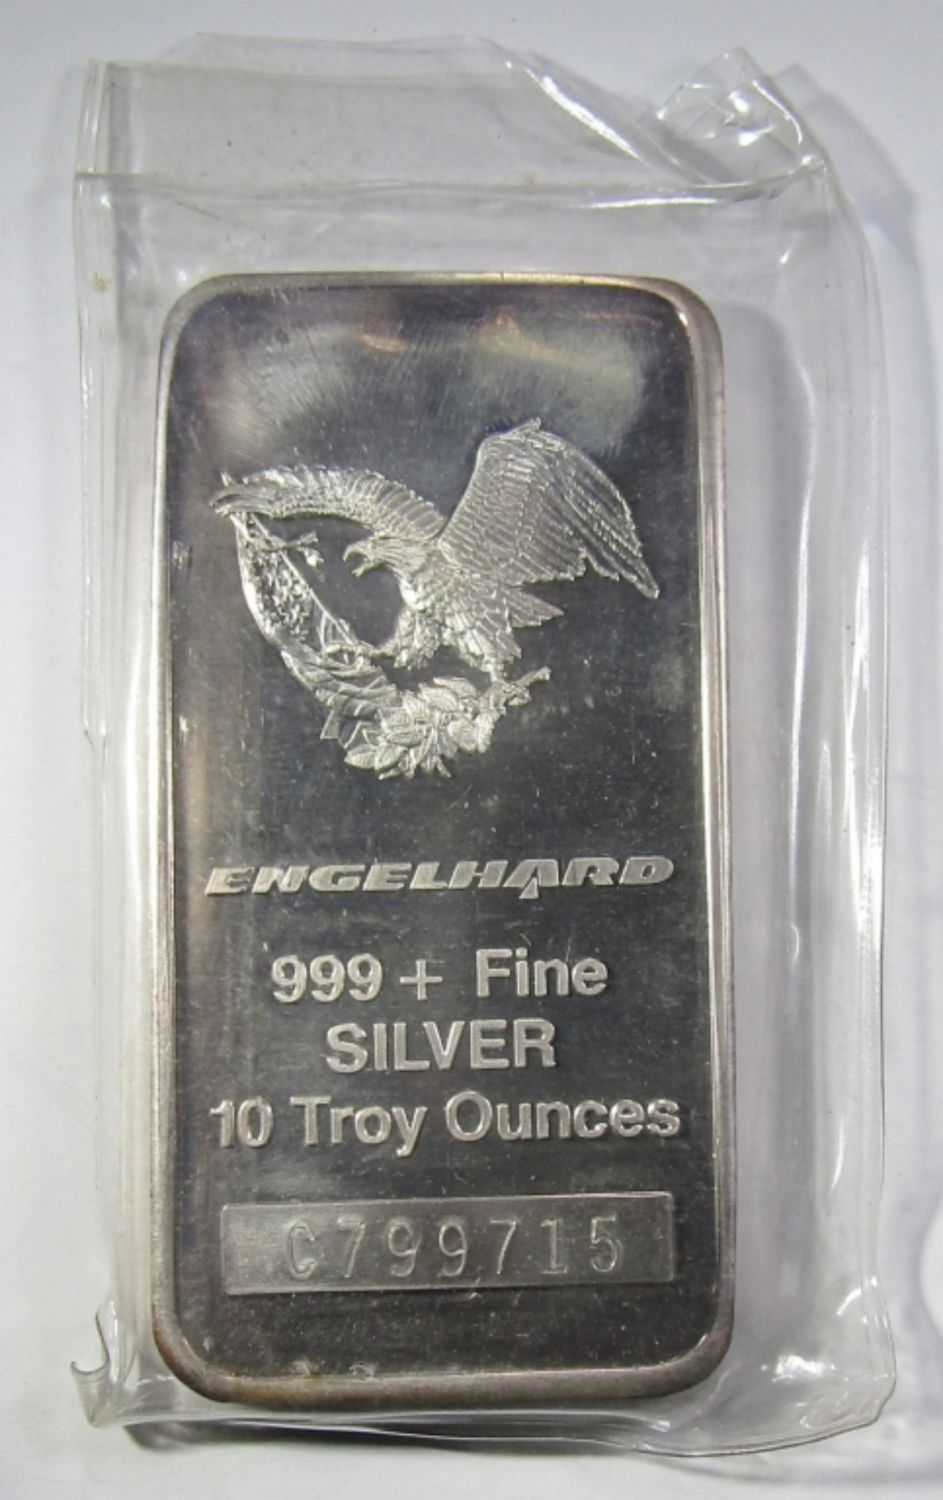 ENGELHARD
999+ Fine
SILVER
10 Troy Ounces
C799715